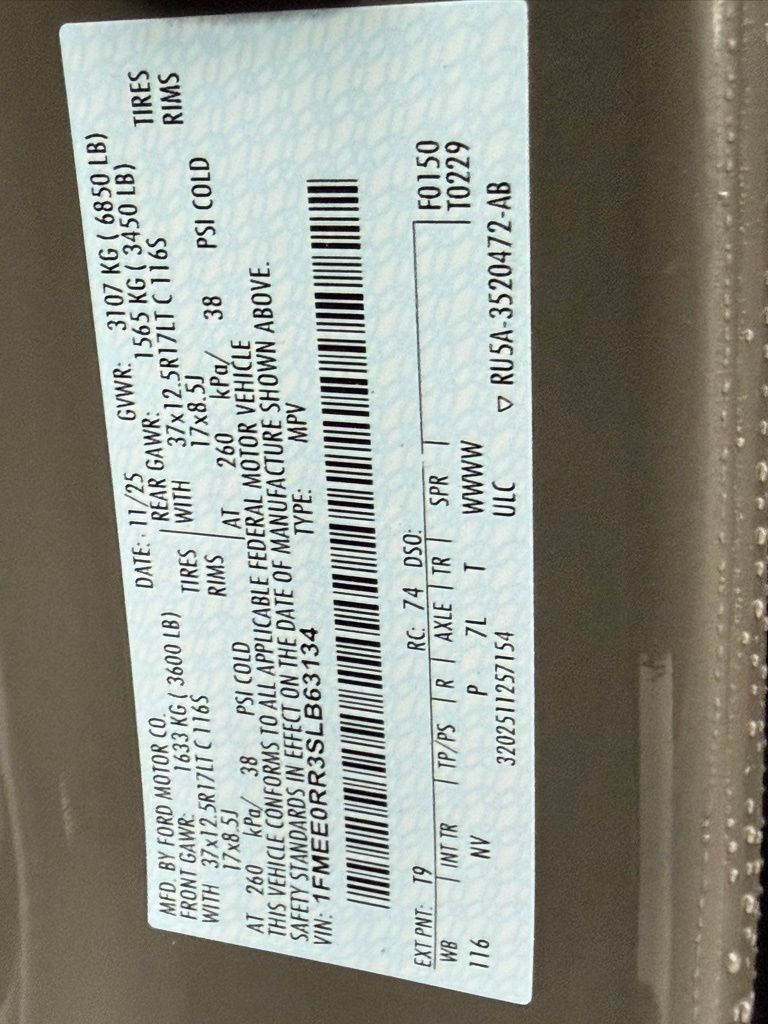 MFD. BY FORD MOTOR CO. DATE: 11/25 GVWR: 3107 KG ( 6850 LB)
FRONT GAWR: 1633 KG ( 3600 LB) REAR GAWR: 1565 KG ( 3450 LB)
WITH 37x12.5R17LT C 116S TIRES WITH 37x12.5R17LT C 116S TIRES
17x8.5J RIMS 17x8.5J RIMS
AT 260 kPa/ 38 PSI COLD AT 260 kPa/ 38 PSI COLD
THIS VEHICLE CONFORMS TO ALL APPLICABLE FEDERAL MOTOR VEHICLE
SAFETY STANDARDS IN EFFECT ON THE DATE OF MANUFACTURE SHOWN ABOVE.
VIN: 1FMEE0RR3SLB63134 TYPE: MPV
EXT PNT: T9 RC: 74 DSO: F0150
WB INT TR TP/PS R AXLE TR SPR T0229
116 NV P 7L T WWWW
3202511257154 ULC ▽ RU5A-3520472-AB